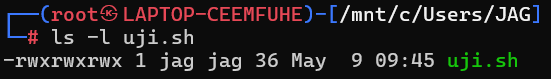 ┌──(root㉿LAPTOP-CEEMFUHE)-[/mnt/c/Users/JAG]
└─# ls -l uji.sh
-rwxrwxrwx 1 jag jag 36 May  9 09:45 uji.sh